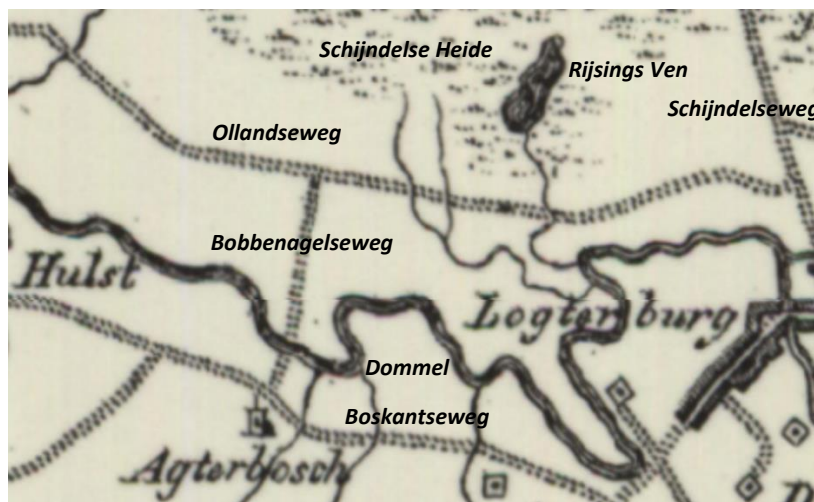 Schijndelse Heide
Rijsings Ven
Schijndelseweg
Ollandseweg
Bobbenagelseweg
Hulst
Logtenburg
Dommel
Boskantseweg
Agterbosch